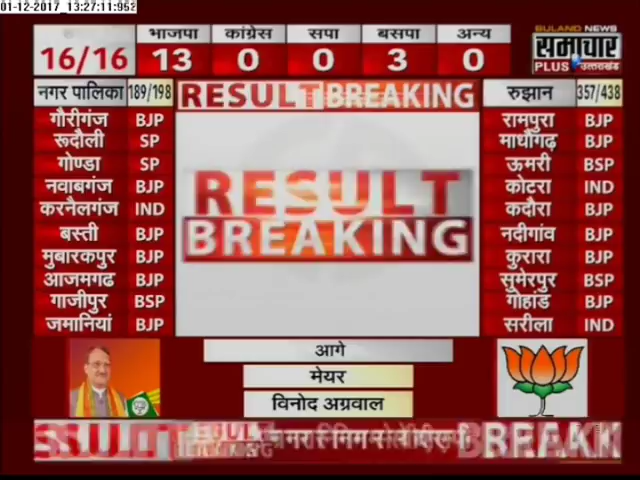 01-12-2017_13:27:11:952
16/16
भाजपा कांग्रेस सपा बसपा अन्य
13 0 0 3 0
BULAND NEWS
समाचार
PLUS उत्तराखंड
नगर पालिका 189/198
RESULT BREAKING
रुझान 357/438
गौरीगंज BJP
रूदौली SP
गोण्डा SP
नवाबगंज BJP
करनैलगंज IND
बस्ती BJP
मुबारकपुर BJP
आजमगढ BJP
गाजीपुर BSP
जमानियां BJP
RESULT
BREAKING
रामपुरा BJP
माधौगढ़ BJP
ऊमरी BSP
कोटरा IND
कदौरा BJP
नदीगांव BJP
कुरारा BJP
सुमेरपुर BSP
गोहांड BJP
सरीला IND
आगे
मेयर
विनोद अग्रवाल